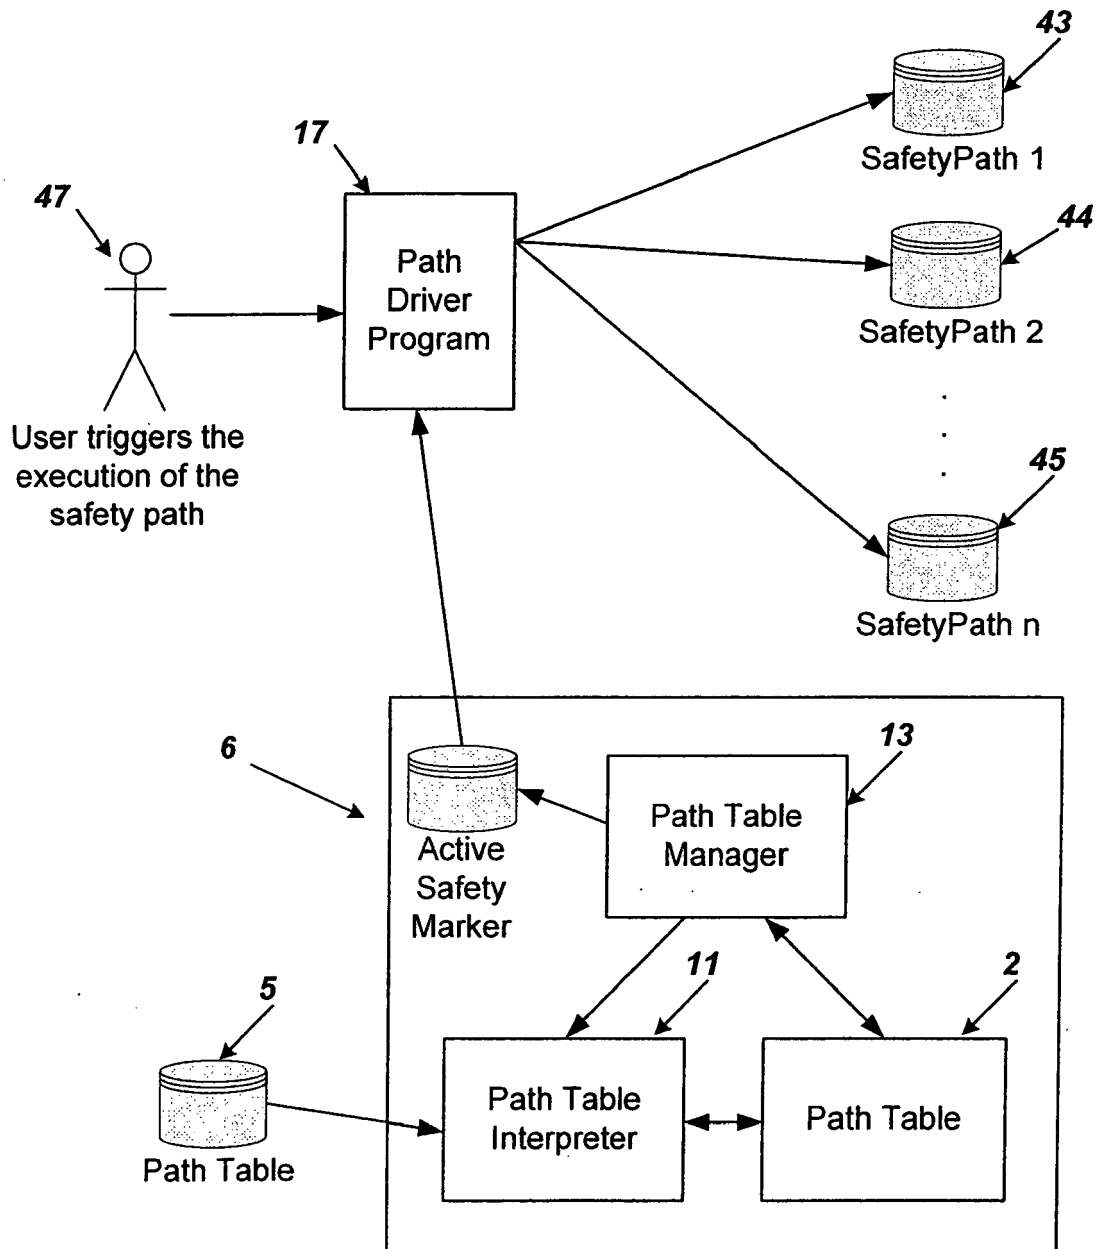 43
SafetyPath 1
17
Path
Driver
Program
47
44
SafetyPath 2
User triggers the
execution of the
safety path
45
SafetyPath n
6
13
Active
Safety
Marker
Path Table
Manager
5
11
2
Path Table
Path Table
Interpreter
Path Table